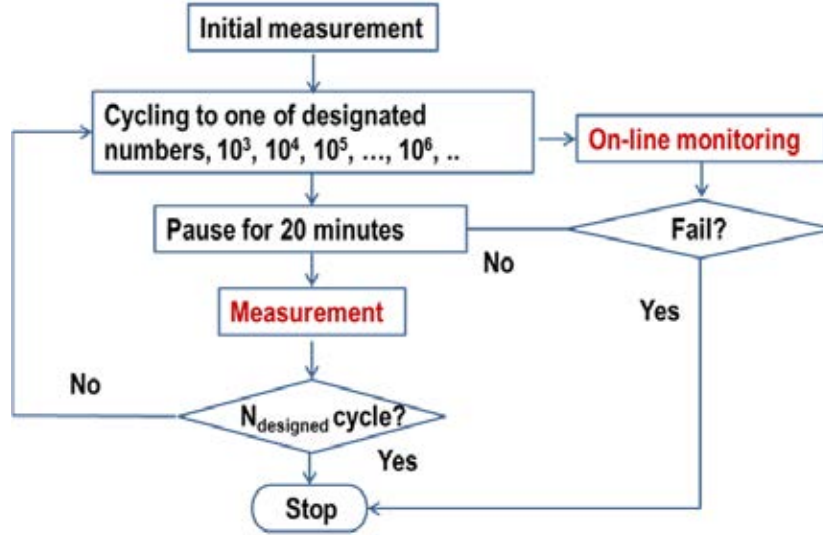 Initial measurement
Cycling to one of designated
numbers, 10³, 10⁴, 10⁵, ..., 10⁶, ..
On-line monitoring
Pause for 20 minutes
Fail?
No
Yes
Measurement
No
N_designed cycle?
Yes
Stop